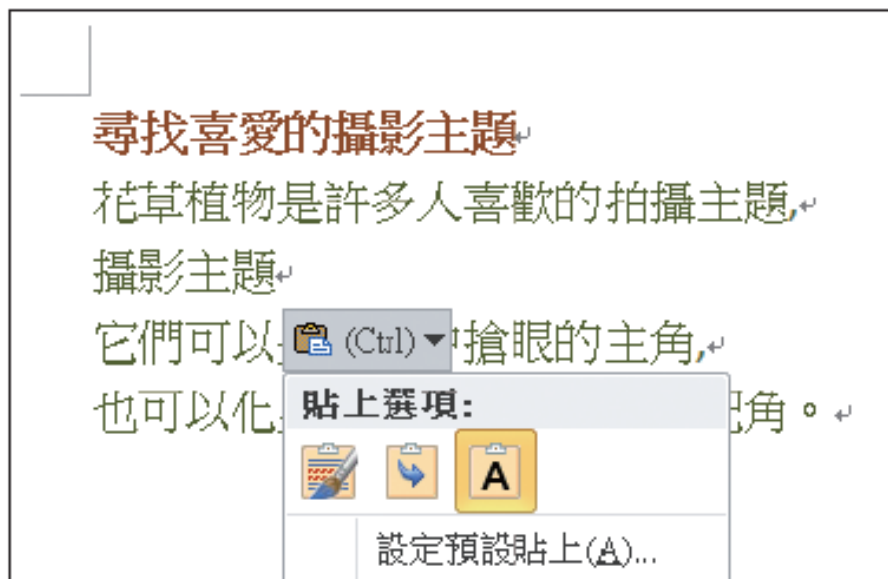 尋找喜愛的攝影主題
花草植物是許多人喜歡的拍攝主題,
攝影主題
它們可以 搶眼的主角,
(Ctrl)
也可以化 角。
貼上選項:
A
設定預設貼上(A)...